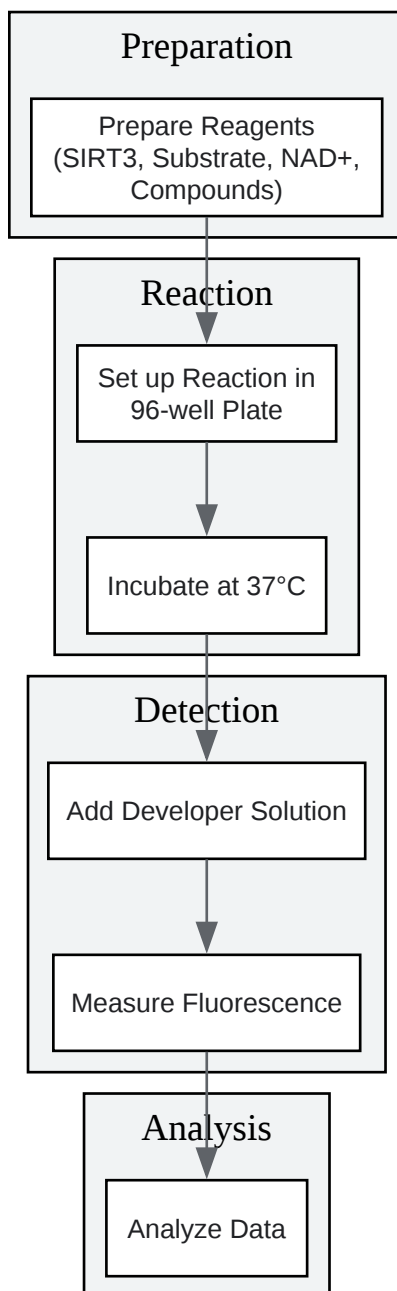 Preparation
Prepare Reagents
(SIRT3, Substrate, NAD+,
Compounds)
Reaction
Set up Reaction in
96-well Plate
Incubate at 37°C
Detection
Add Developer Solution
Measure Fluorescence
Analysis
Analyze Data